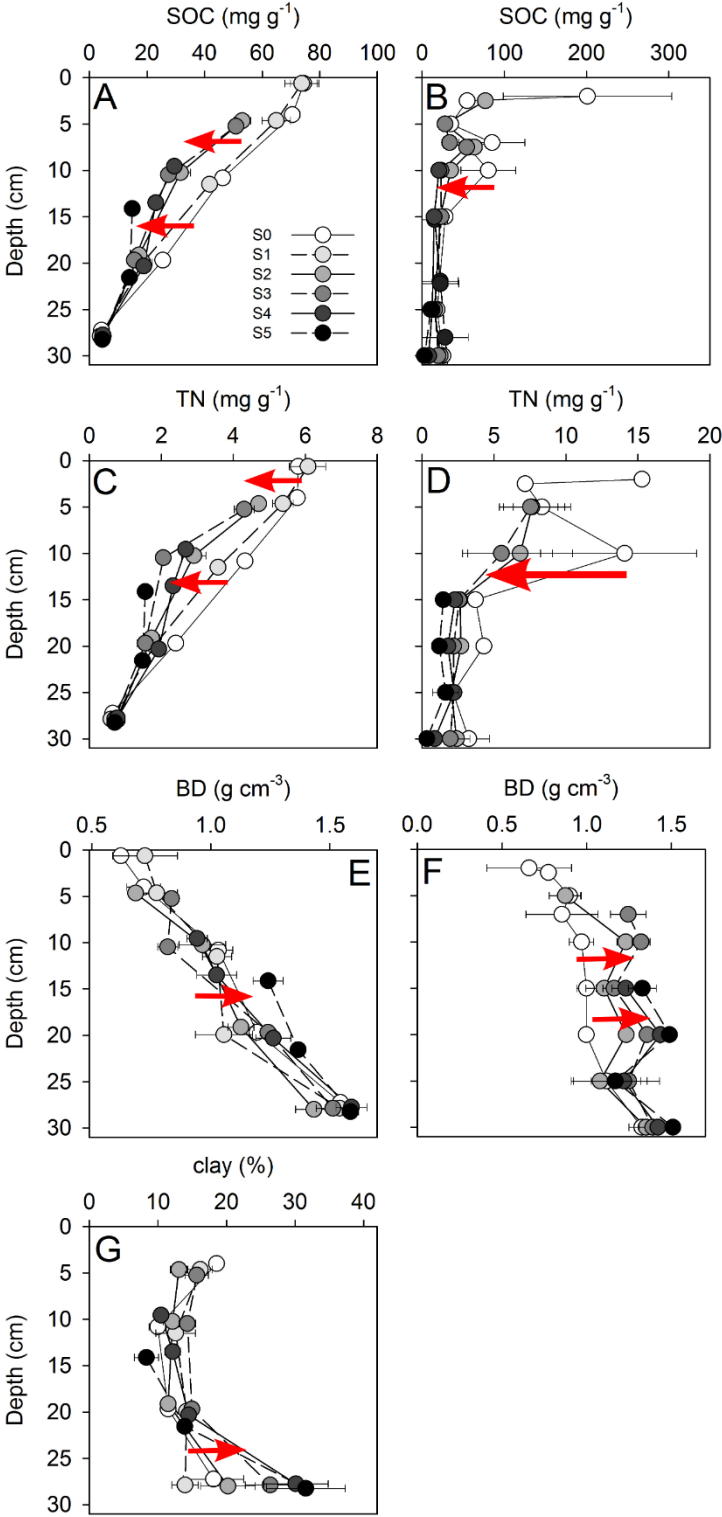 SOC (mg g⁻¹) SOC (mg g⁻¹)
0 20 40 60 80 100 0 100 200 300
0
5
10
15
20
25
30
Depth (cm)
A
B
S0
S1
S2
S3
S4
S5
TN (mg g⁻¹) TN (mg g⁻¹)
0 2 4 6 8 0 5 10 15 20
0
5
10
15
20
25
30
Depth (cm)
C
D
BD (g cm⁻³) BD (g cm⁻³)
0.5 1.0 1.5 0.0 0.5 1.0 1.5
0
5
10
15
20
25
30
Depth (cm)
E
F
clay (%)
0 10 20 30 40
0
5
10
15
20
25
30
Depth (cm)
G